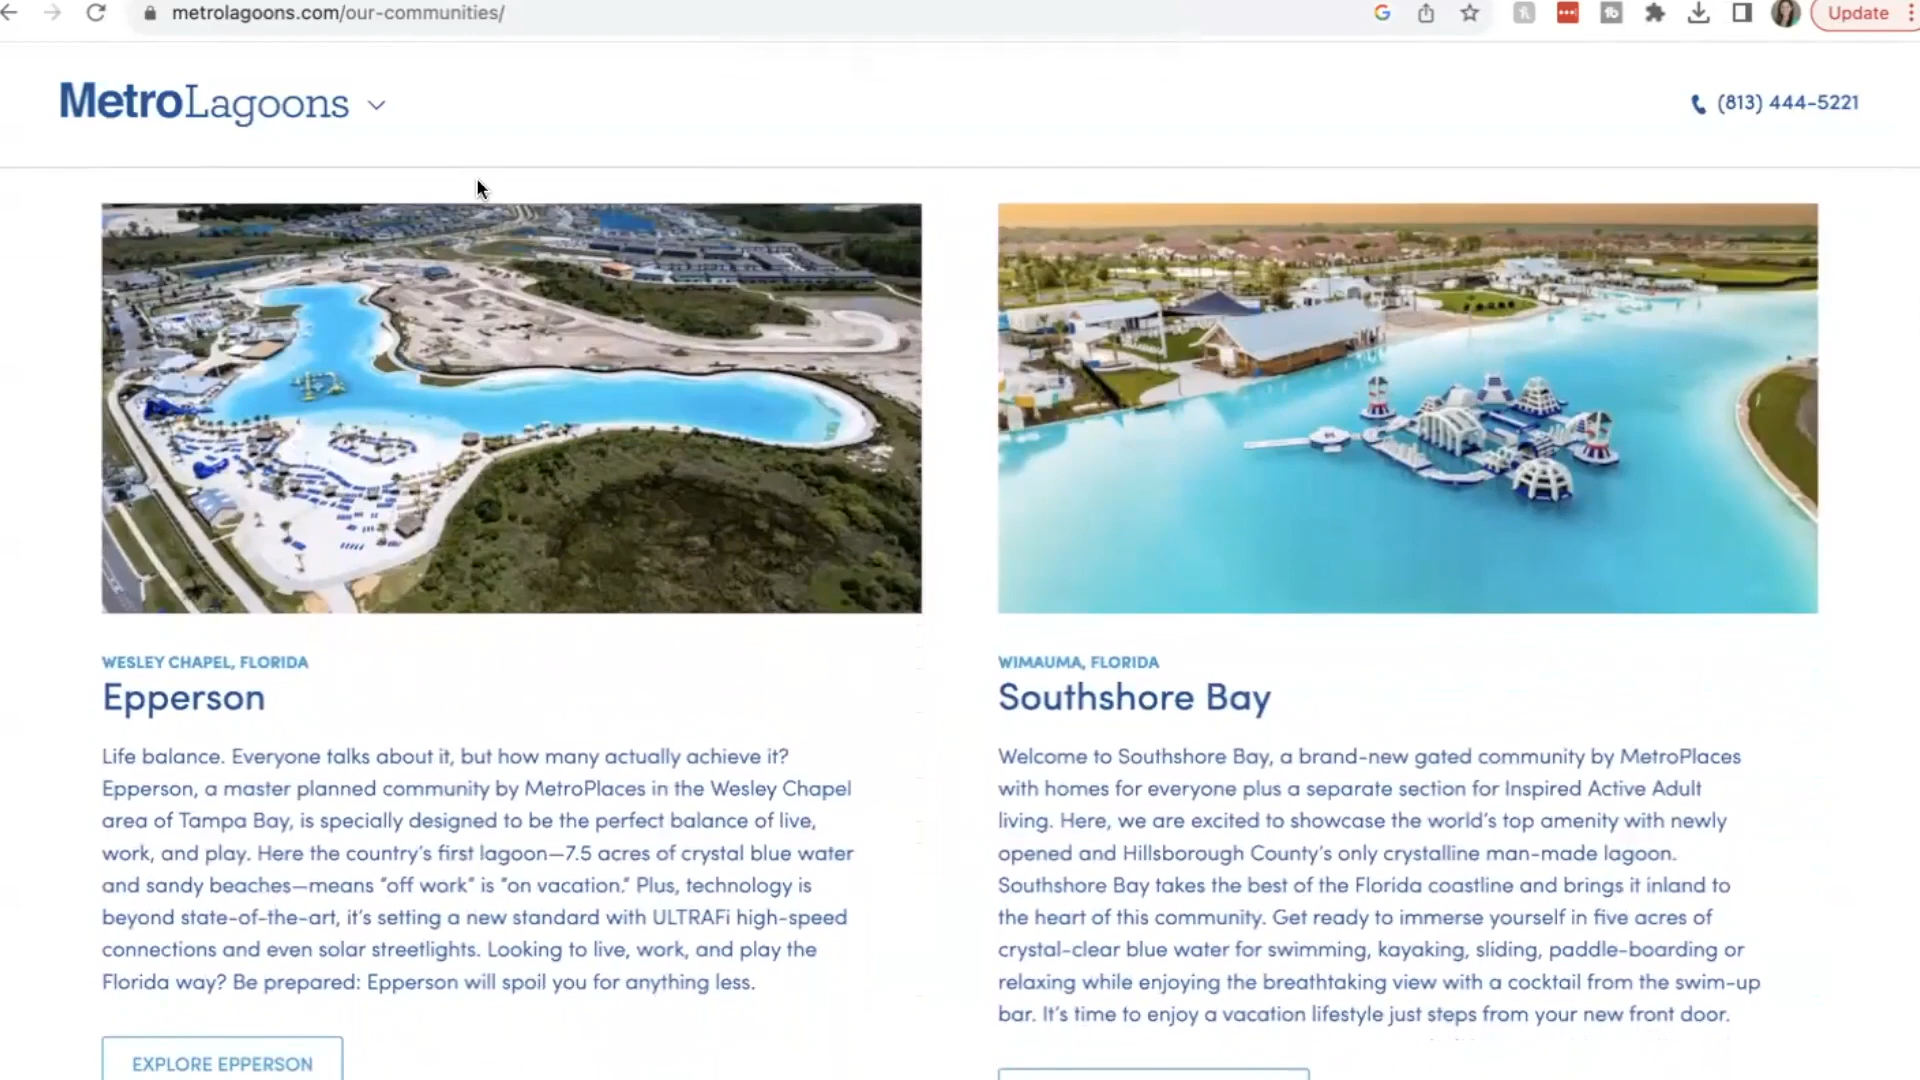 metrolagoons.com/our-communities/
Update
MetroLagoons
(813) 444-5221
WESLEY CHAPEL, FLORIDA
Epperson
Life balance. Everyone talks about it, but how many actually achieve it?
Epperson, a master planned community by MetroPlaces in the Wesley Chapel
area of Tampa Bay, is specially designed to be the perfect balance of live,
work, and play. Here the country's first lagoon—7.5 acres of crystal blue water
and sandy beaches—means "off work" is "on vacation." Plus, technology is
beyond state-of-the-art, it's setting a new standard with ULTRAFi high-speed
connections and even solar streetlights. Looking to live, work, and play the
Florida way? Be prepared: Epperson will spoil you for anything less.
EXPLORE EPPERSON
WIMAUMA, FLORIDA
Southshore Bay
Welcome to Southshore Bay, a brand-new gated community by MetroPlaces
with homes for everyone plus a separate section for Inspired Active Adult
living. Here, we are excited to showcase the world's top amenity with newly
opened and Hillsborough County's only crystalline man-made lagoon.
Southshore Bay takes the best of the Florida coastline and brings it inland to
the heart of this community. Get ready to immerse yourself in five acres of
crystal-clear blue water for swimming, kayaking, sliding, paddle-boarding or
relaxing while enjoying the breathtaking view with a cocktail from the swim-up
bar. It's time to enjoy a vacation lifestyle just steps from your new front door.